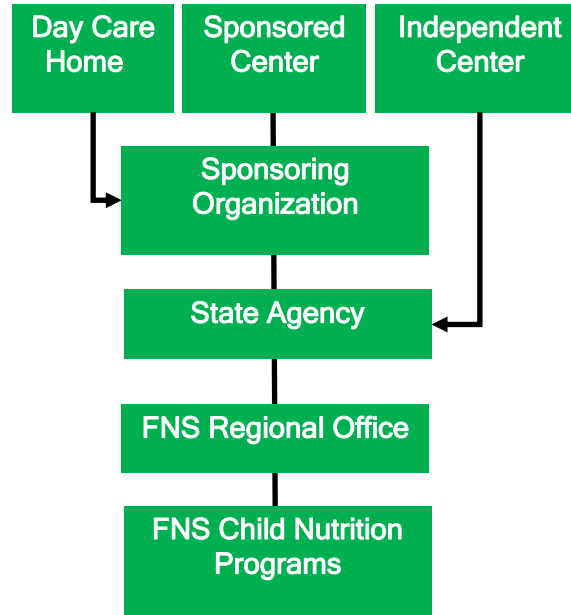 Day Care
Home
Sponsored
Center
Independent
Center
Sponsoring
Organization
State Agency
FNS Regional Office
FNS Child Nutrition
Programs